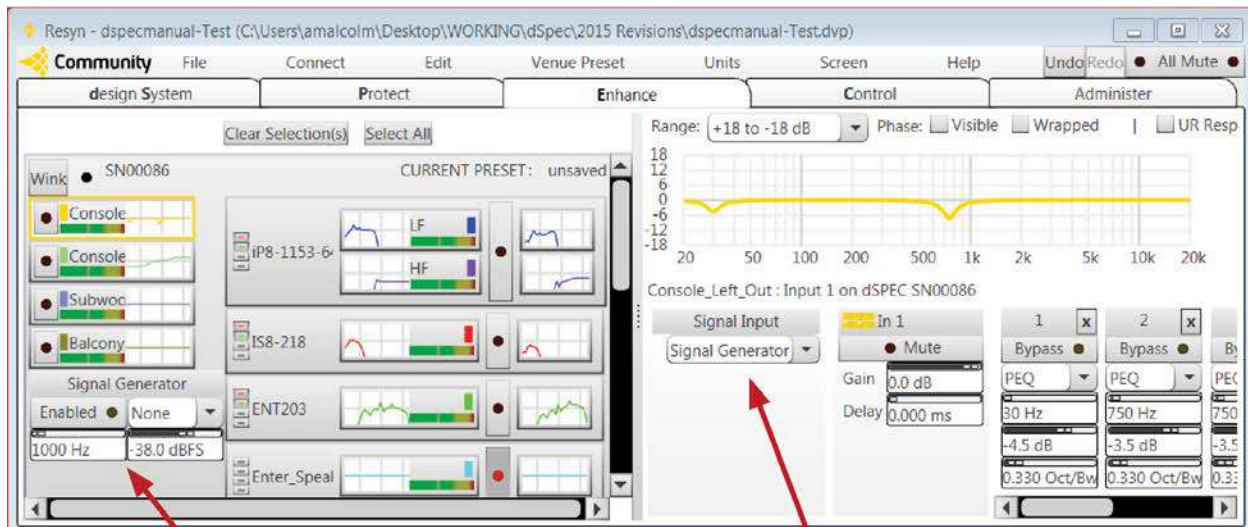 Resyn - dspecmanual-Test (C:\Users\amalcolm\Desktop\WORKING\dSpec\2015 Revisions\dspecmanual-Test.dvp)
Community File Connect Edit Venue Preset Units Screen Help Undo Redo All Mute
design System Protect Enhance Control Administer
Clear Selection(s) Select All
Wink SN00086 CURRENT PRESET: unsaved
Console
Console
Subwoo
Balcony
Signal Generator
Enabled None
1000 Hz -38.0 dBFS
iP8-1153-64
LF
HF
IS8-218
ENT203
Enter_Speal
Range: +18 to -18 dB Phase: Visible Wrapped | UR Resp
18
12
6
0
-6
-12
-18
20 50 100 200 500 1k 2k 5k 10k 20k
Console_Left_Out : Input 1 on dSPEC SN00086
Signal Input
Signal Generator
In 1
Mute
Gain 0.0 dB
Delay 0.000 ms
1 x
Bypass
PEQ
30 Hz
-4.5 dB
0.330 Oct/Bw
2 x
Bypass
PEQ
750 Hz
-3.5 dB
0.330 Oct/Bw
By
PEQ
750
-3.5